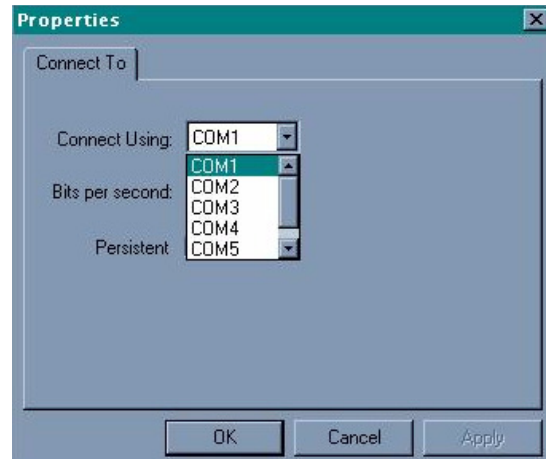 Properties
Connect To
Connect Using: COM1
COM1
Bits per second: COM2
COM3
COM4
Persistent COM5
OK Cancel Apply